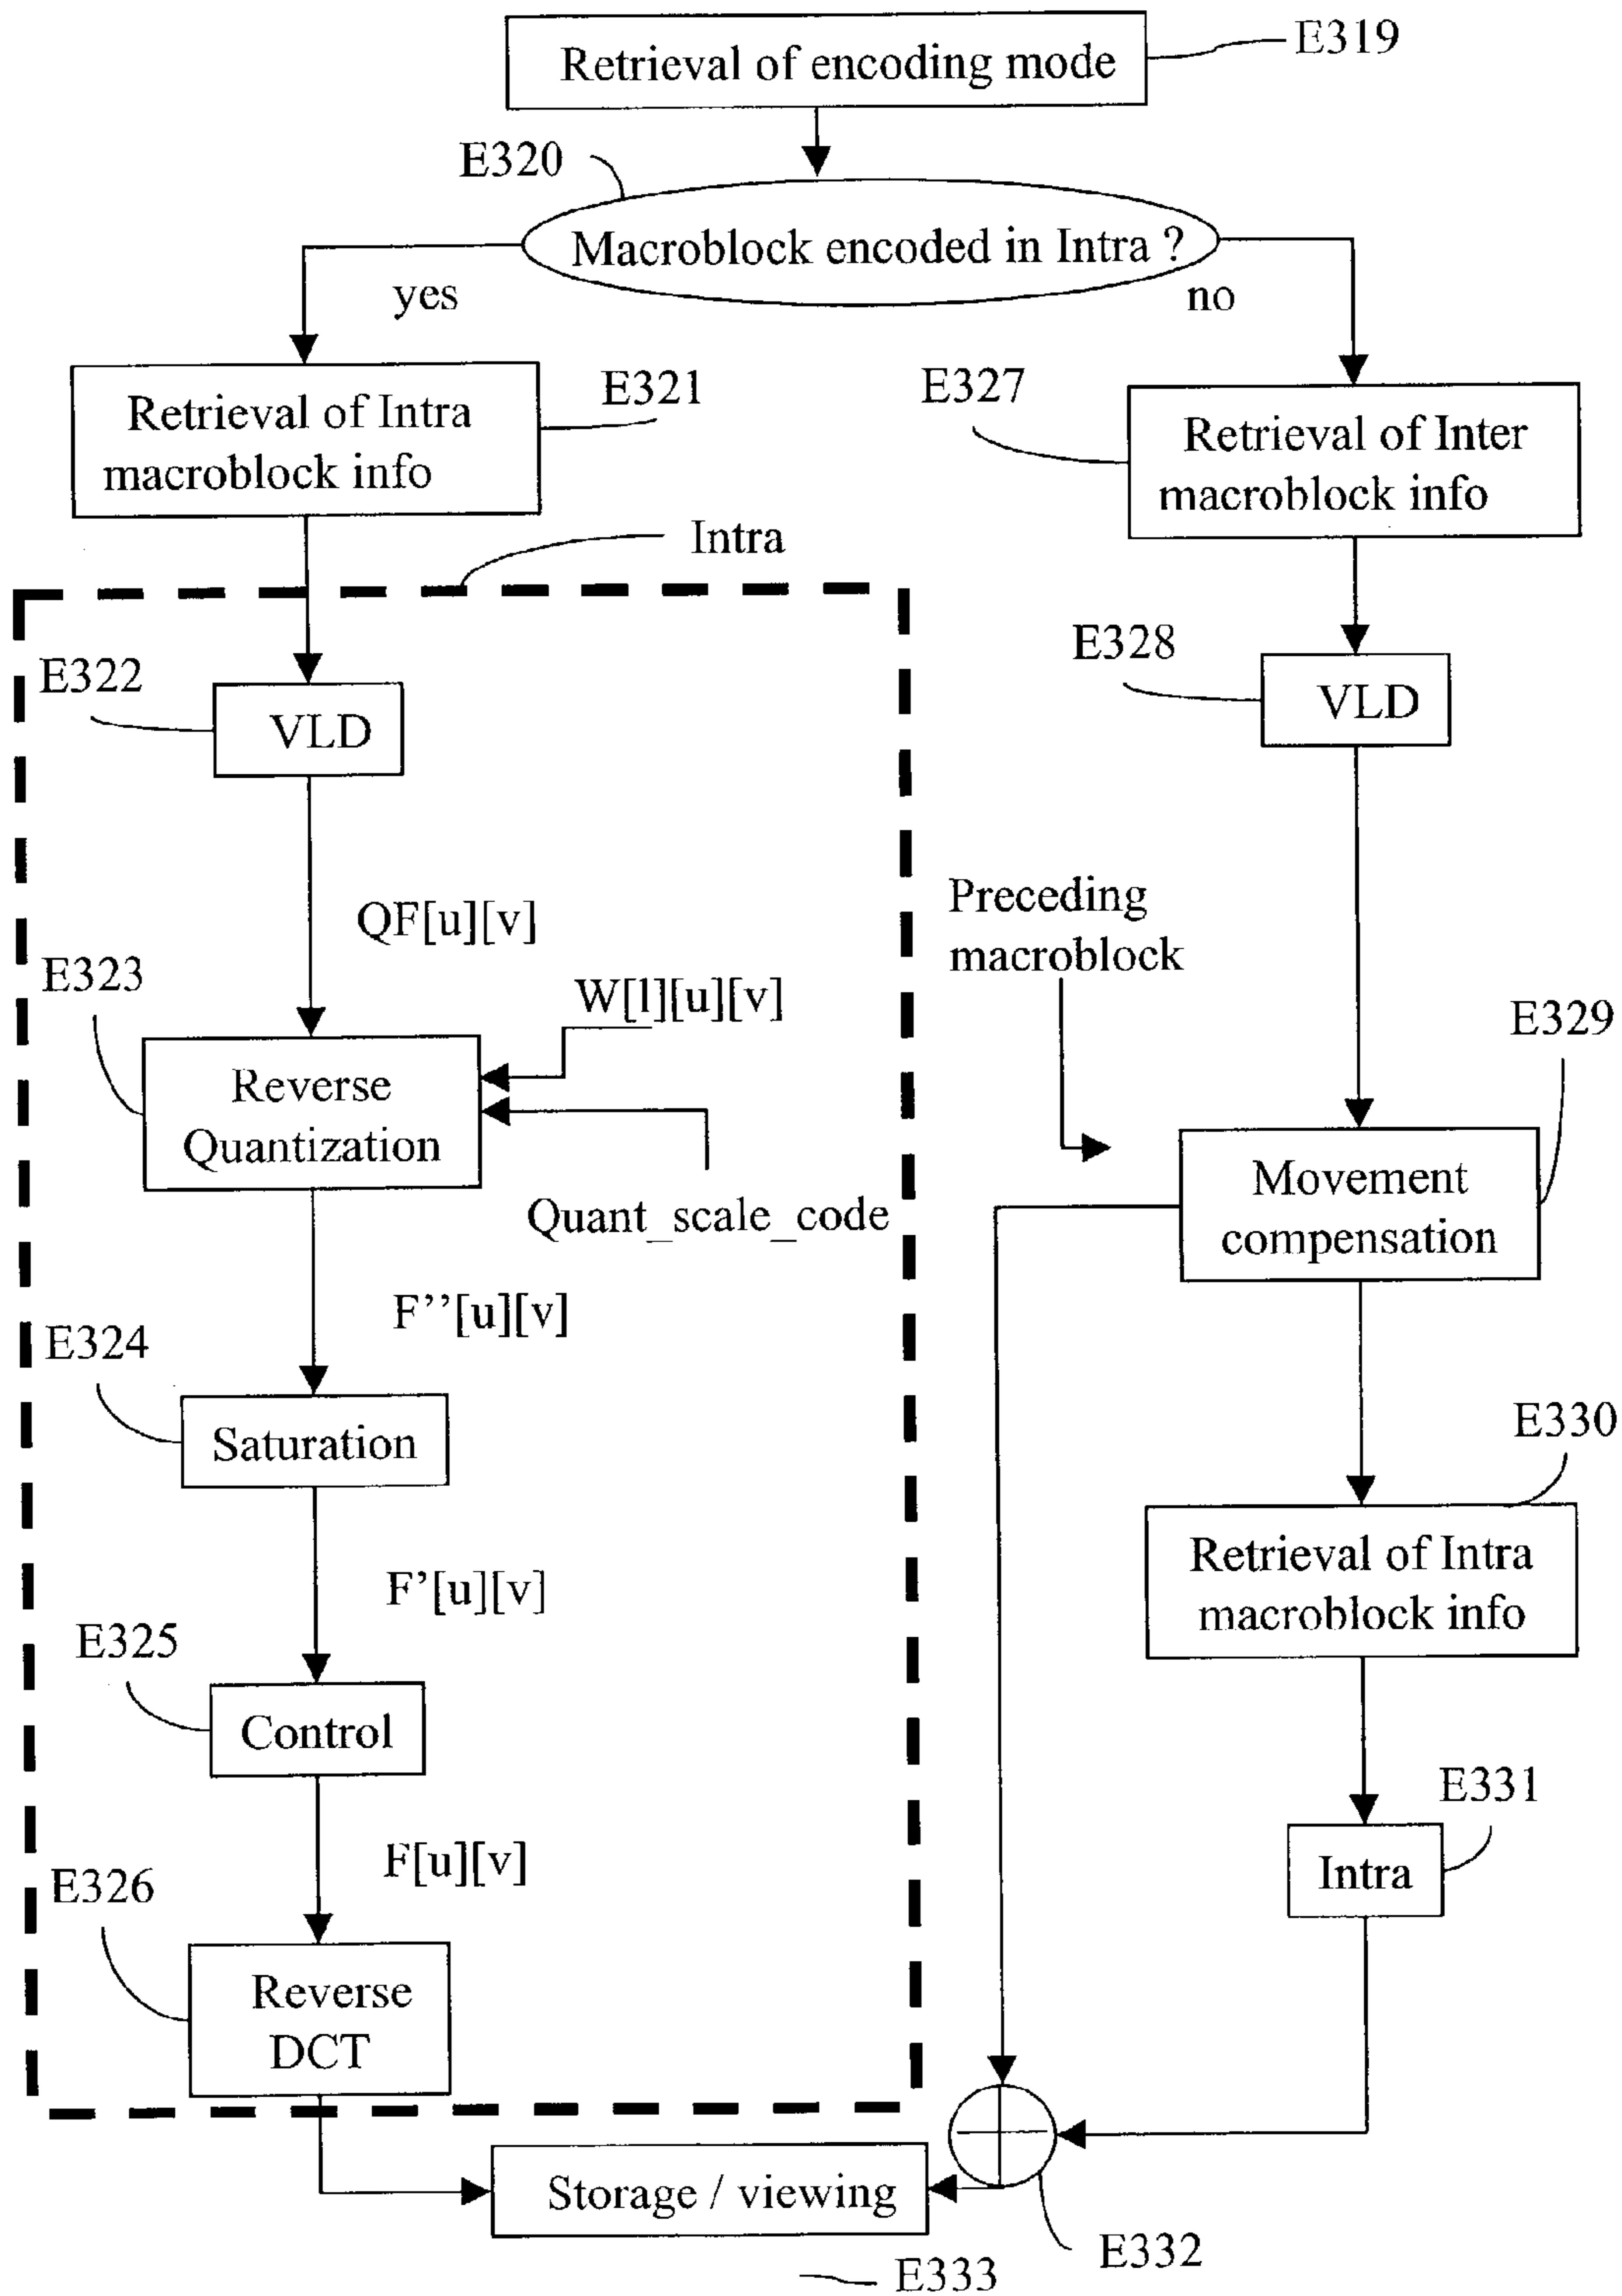 Retrieval of encoding mode
E319
E320
Macroblock encoded in Intra ?
yes
no
Retrieval of Intra
macroblock info
E321
E327
Retrieval of Inter
macroblock info
Intra
E322
VLD
E328
VLD
QF[u][v]
Preceding
macroblock
E323
W[l][u][v]
Reverse
Quantization
Quant_scale_code
E329
Movement
compensation
F’’[u][v]
E324
Saturation
E330
Retrieval of Intra
macroblock info
F’[u][v]
E325
Control
E331
Intra
F[u][v]
E326
Reverse
DCT
Storage / viewing
E332
E333